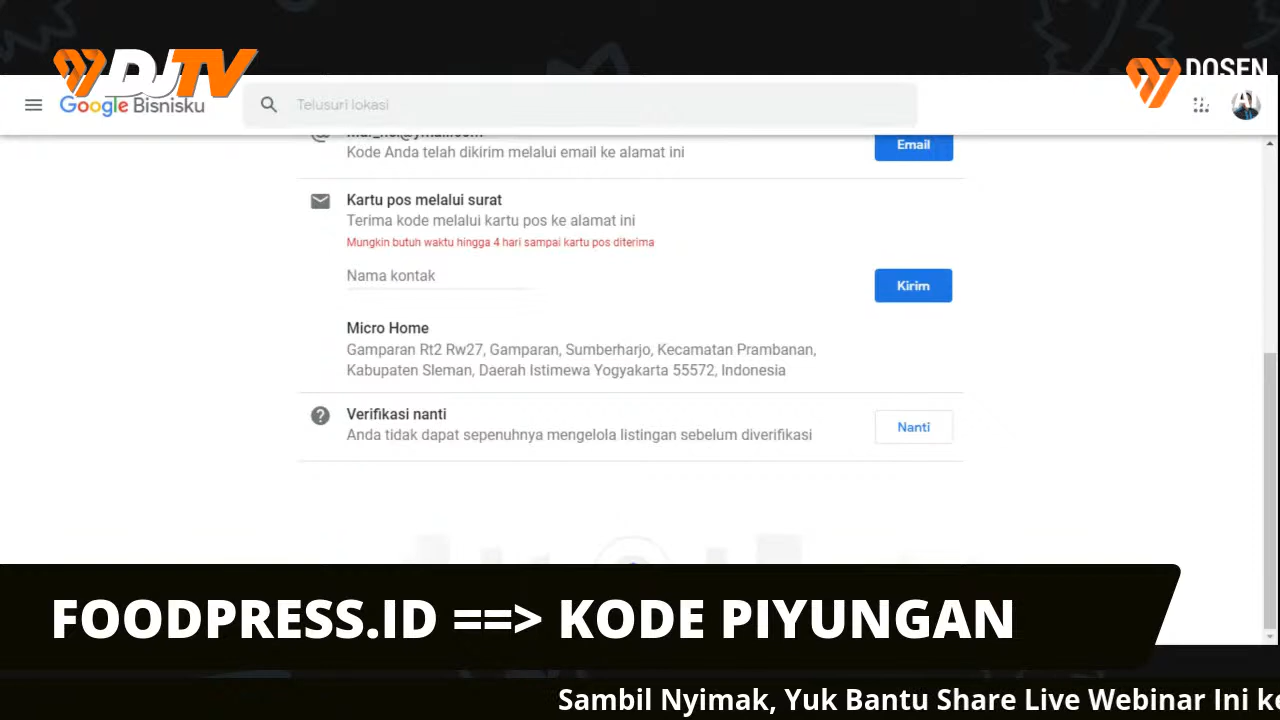 DJTV
DOSEN
Google Bisnisku
Telusuri lokasi
Kode Anda telah dikirim melalui email ke alamat ini
Email
Kartu pos melalui surat
Terima kode melalui kartu pos ke alamat ini
Mungkin butuh waktu hingga 4 hari sampai kartu pos diterima
Nama kontak
Kirim
Micro Home
Gamparan Rt2 Rw27, Gamparan, Sumberharjo, Kecamatan Prambanan,
Kabupaten Sleman, Daerah Istimewa Yogyakarta 55572, Indonesia
Verifikasi nanti
Anda tidak dapat sepenuhnya mengelola listingan sebelum diverifikasi
Nanti
FOODPRESS.ID ==> KODE PIYUNGAN
Sambil Nyimak, Yuk Bantu Share Live Webinar Ini